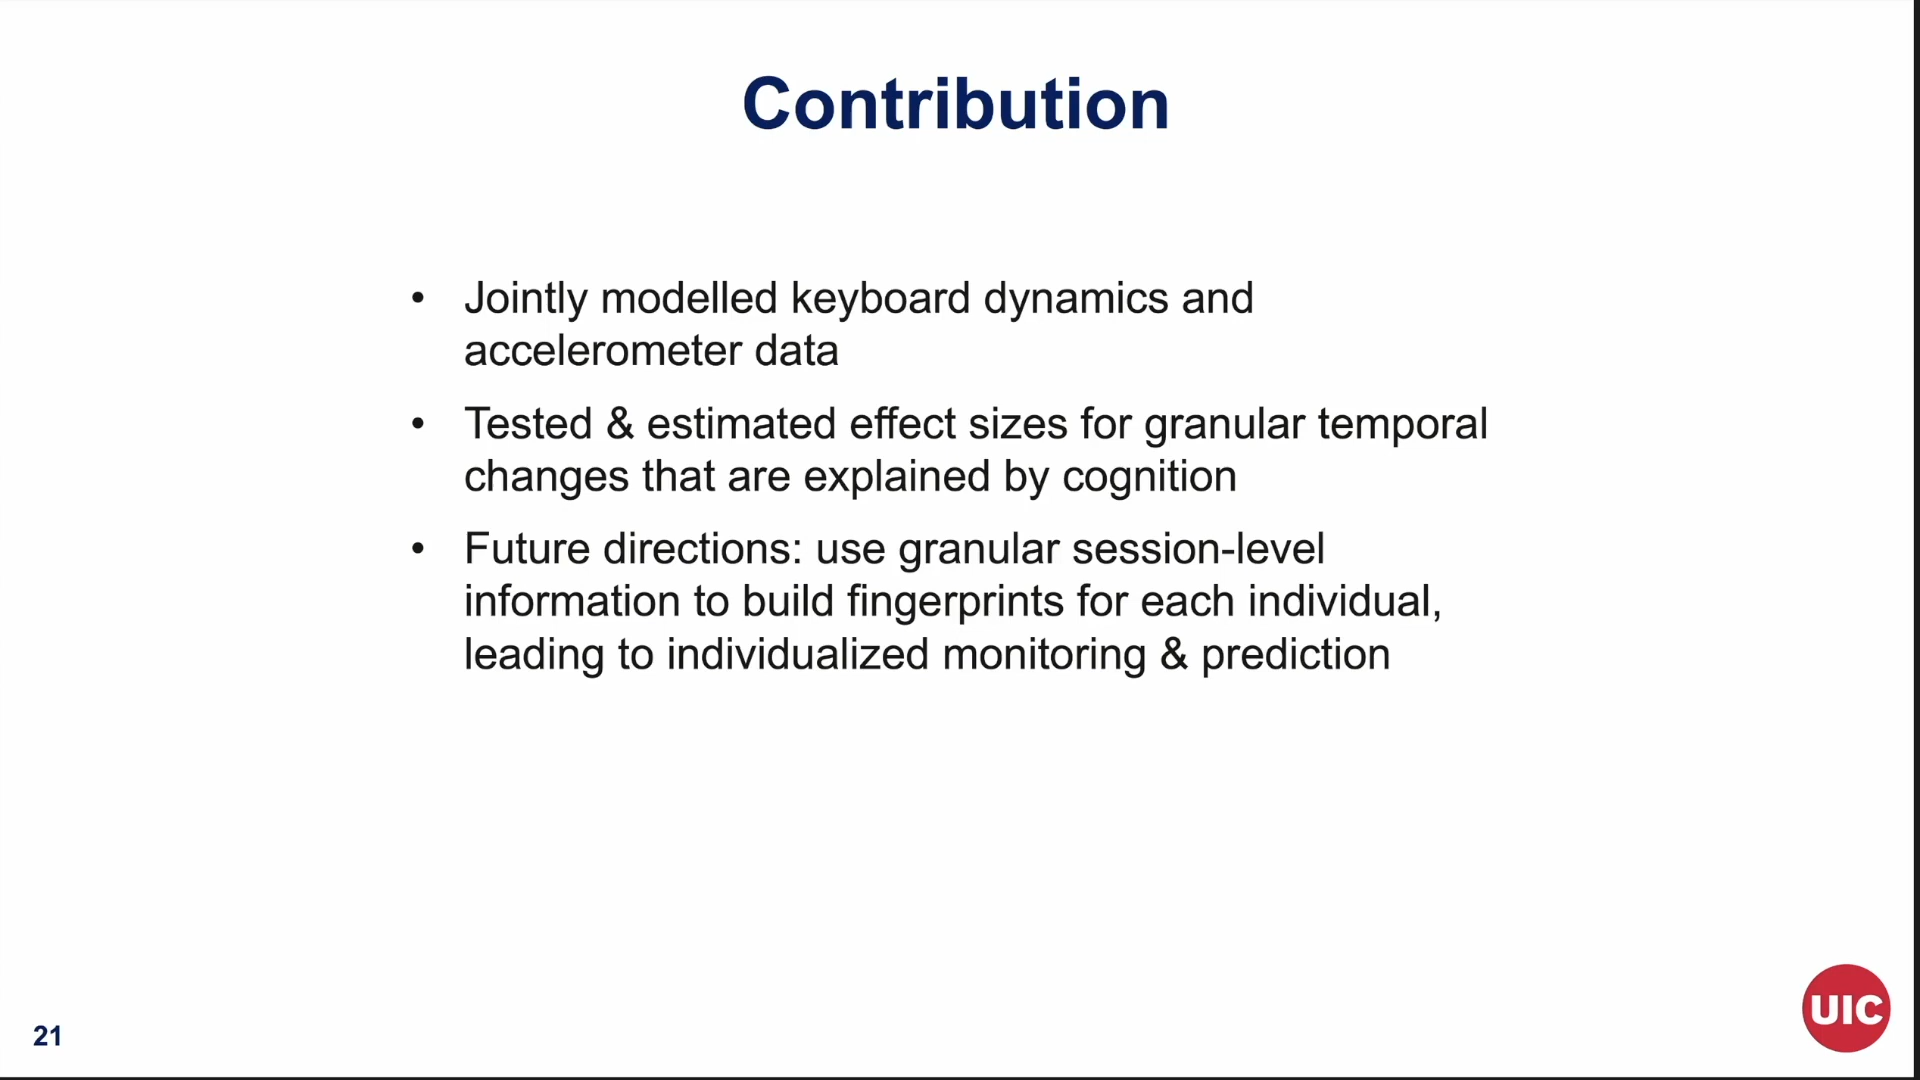 Contribution
• Jointly modelled keyboard dynamics and
accelerometer data
• Tested & estimated effect sizes for granular temporal
changes that are explained by cognition
• Future directions: use granular session-level
information to build fingerprints for each individual,
leading to individualized monitoring & prediction
UIC
21